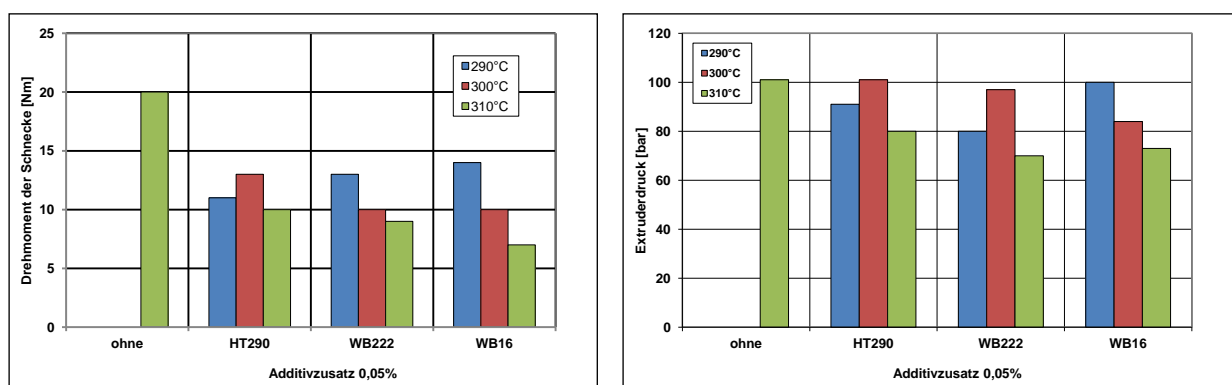 Drehmoment der Schnecke [Nm]
25
20
15
10
5
0
290°C
300°C
310°C
ohne HT290 WB222 WB16
Additivzusatz 0,05%
Extruderdruck [bar]
120
100
80
60
40
20
0
290°C
300°C
310°C
ohne HT290 WB222 WB16
Additivzusatz 0,05%